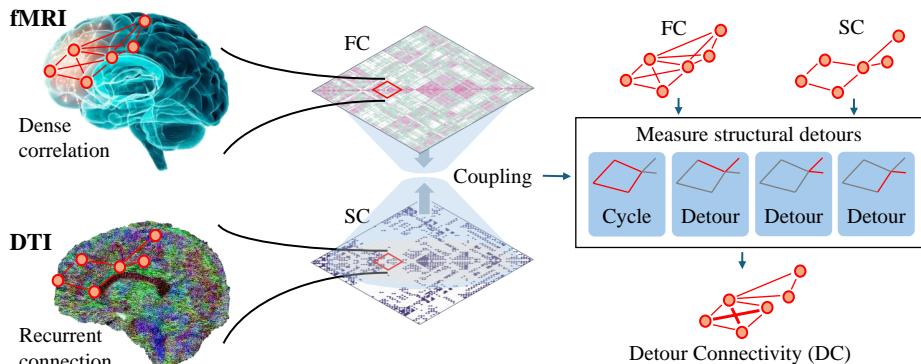 fMRI
FC
FC
SC
Dense
correlation
Measure structural detours
Coupling
Cycle
Detour
Detour
Detour
SC
DTI
Recurrent
connection
Detour Connectivity (DC)